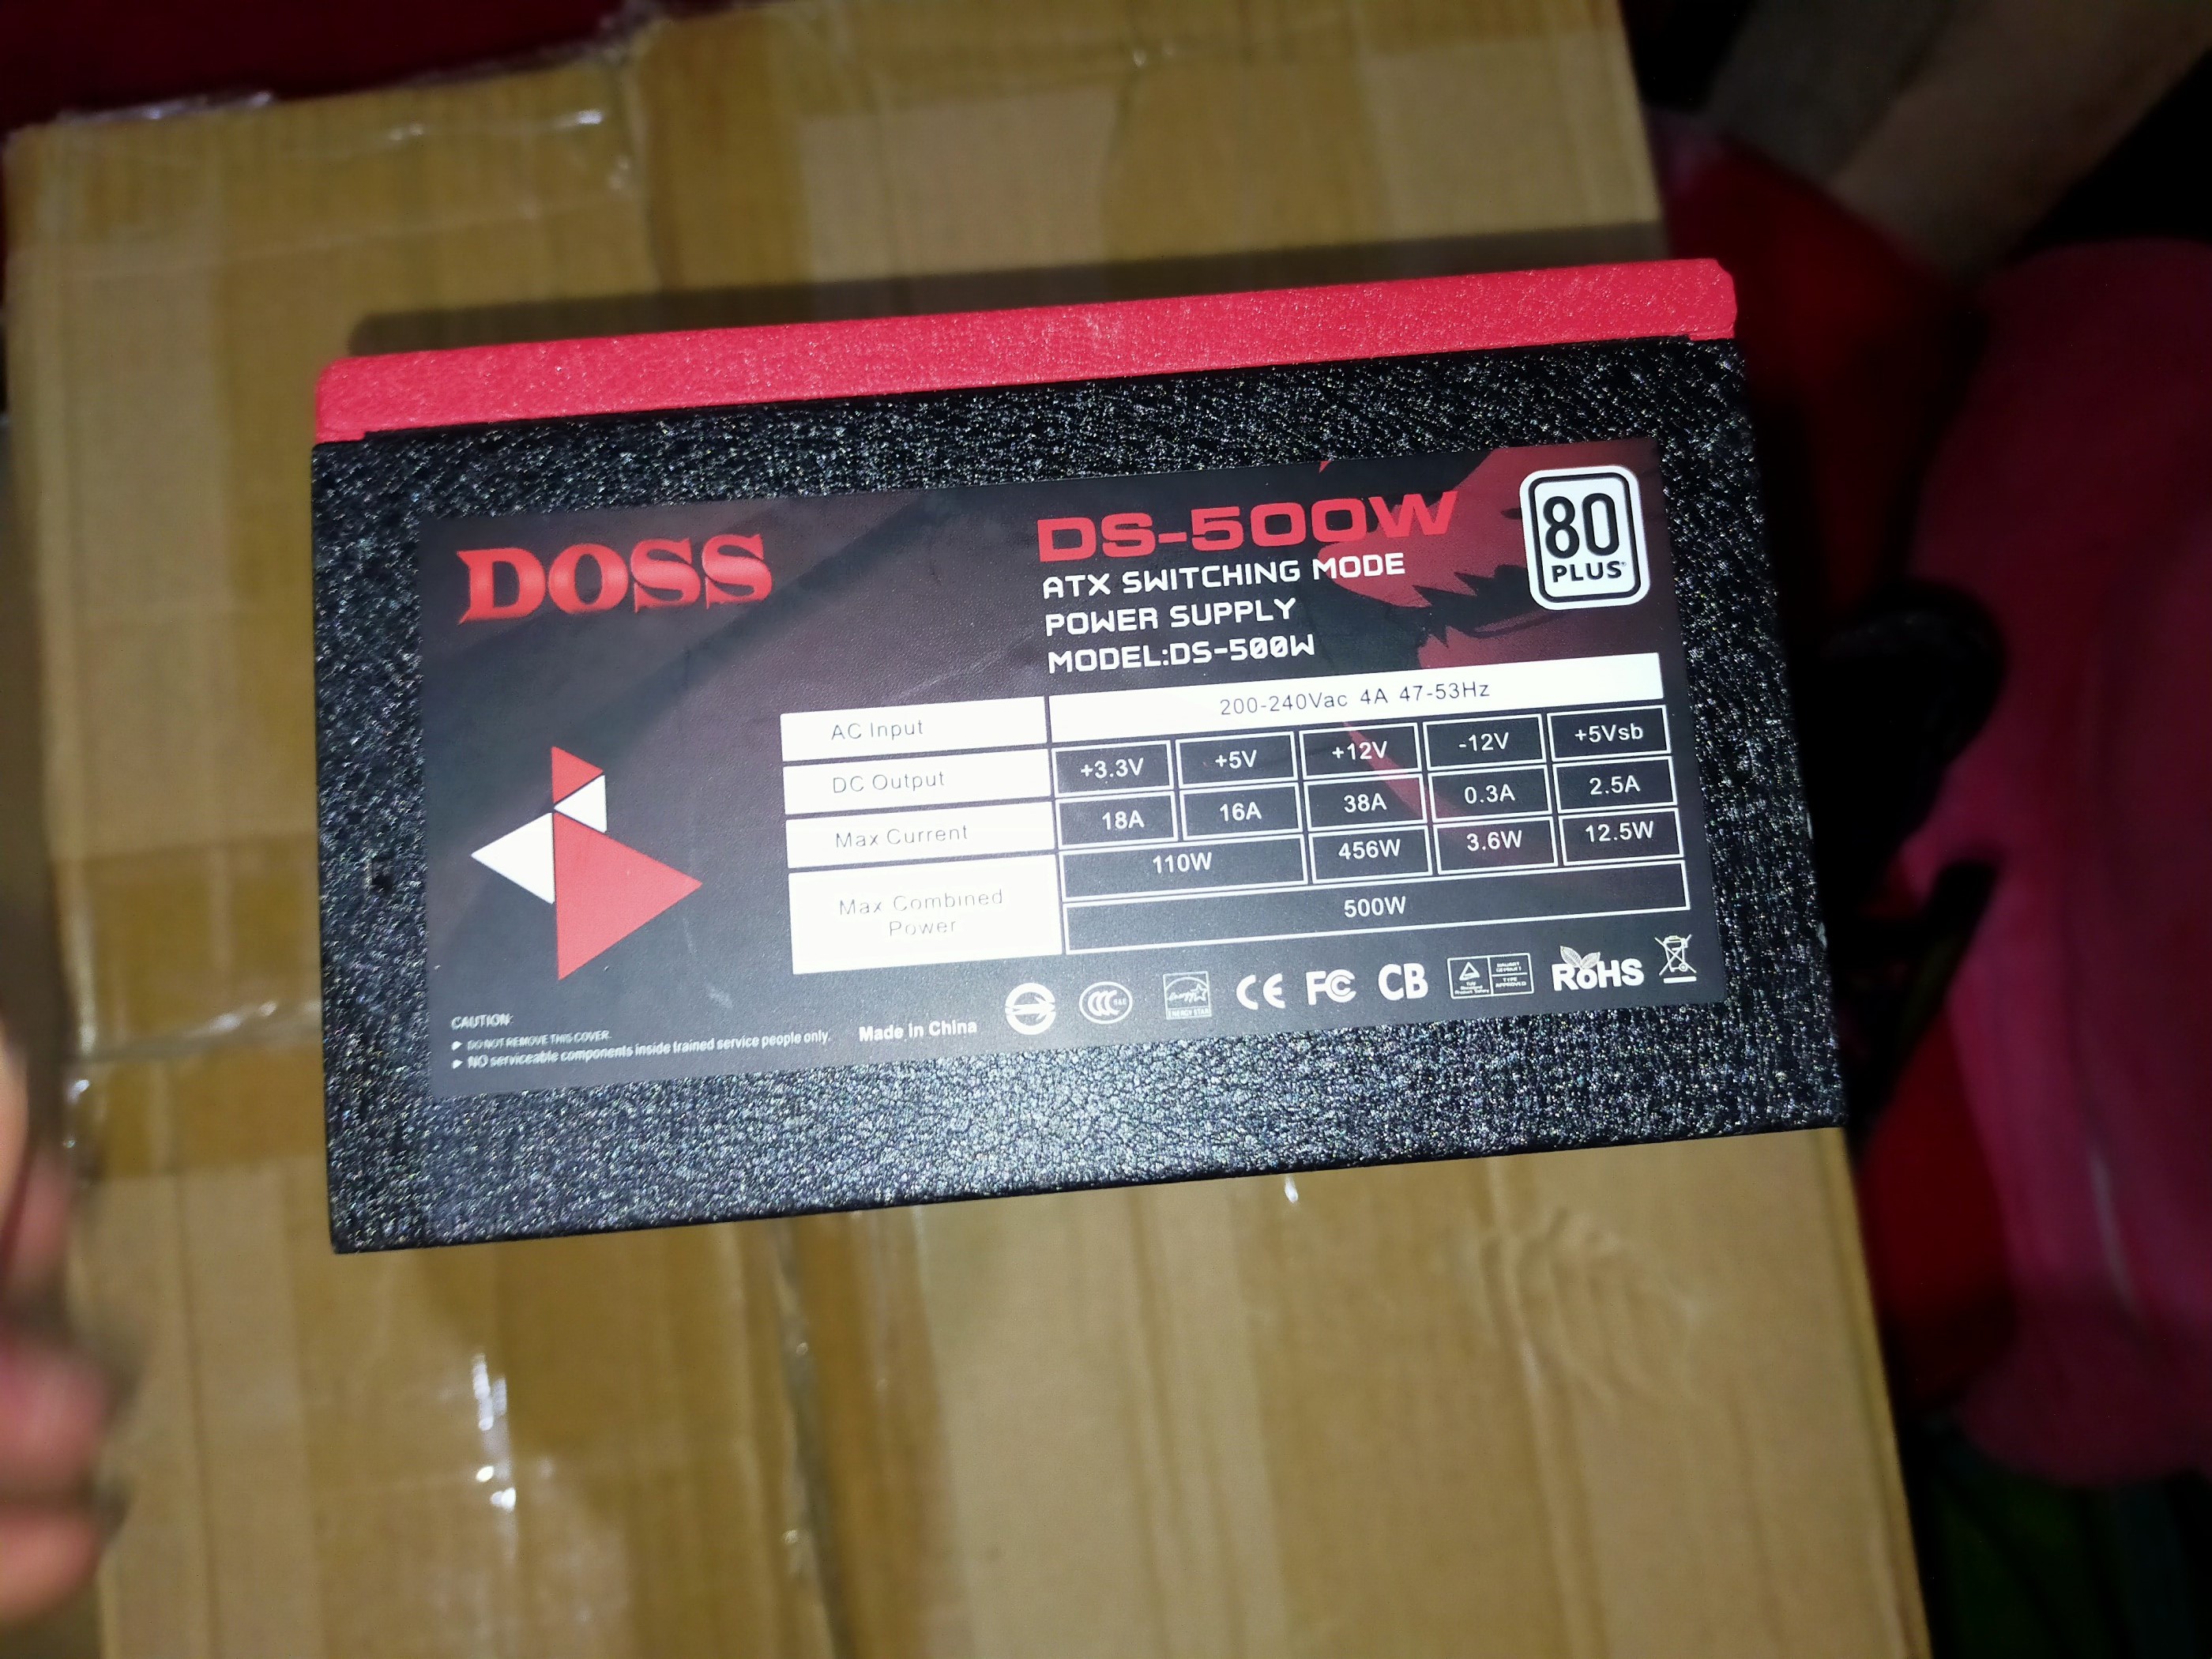 DOSS
DS-500W
ATX SWITCHING MODE
POWER SUPPLY
MODEL:DS-500W
80
PLUS
AC Input 200-240Vac 4A 47-53Hz
DC Output +3.3V +5V +12V -12V +5Vsb
Max Current 18A 16A 38A 0.3A 2.5A
Max Combined Power 110W 456W 3.6W 12.5W
500W
CAUTION:
DO NOT REMOVE THIS COVER.
NO serviceable components inside trained service people only.
Made in China
CCC
ENERGY STAR
CE FC CB
RoHS